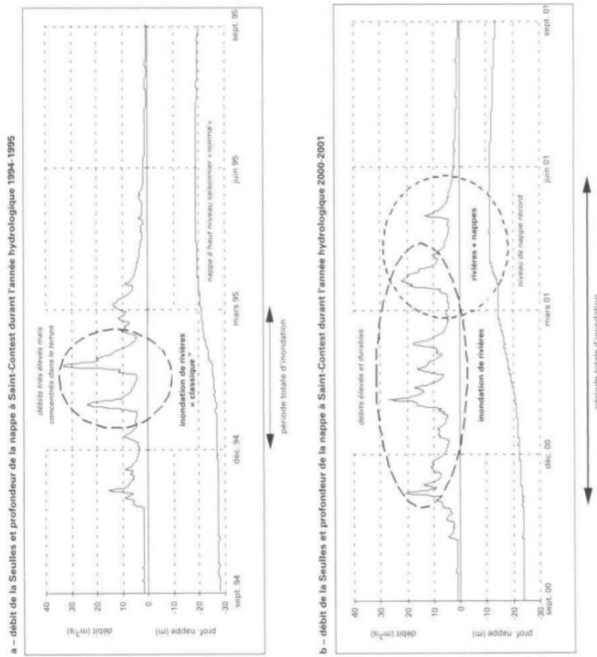 a – débit de la Seulles et profondeur de la nappe à Saint-Contest durant l'année hydrologique 1994-1995
débit (m³/s)
prof. nappe (m)
40
30
20
10
0
-10
-20
-30
débits très élevés mais
concentrés dans le temps
inondation de rivières
« classique »
nappe à haut niveau saisonnier « normal »
sept. 94
déc. 94
mars 95
juin 95
sept. 95
période totale d'inondation
b – débit de la Seulles et profondeur de la nappe à Saint-Contest durant l'année hydrologique 2000-2001
débit (m³/s)
prof. nappe (m)
40
30
20
10
0
-10
-20
-30
débits élevés et durables
inondation de rivières
rivières + nappes
niveau de nappe record
sept. 00
déc. 00
mars 01
juin 01
sept. 01
période totale d'inondation